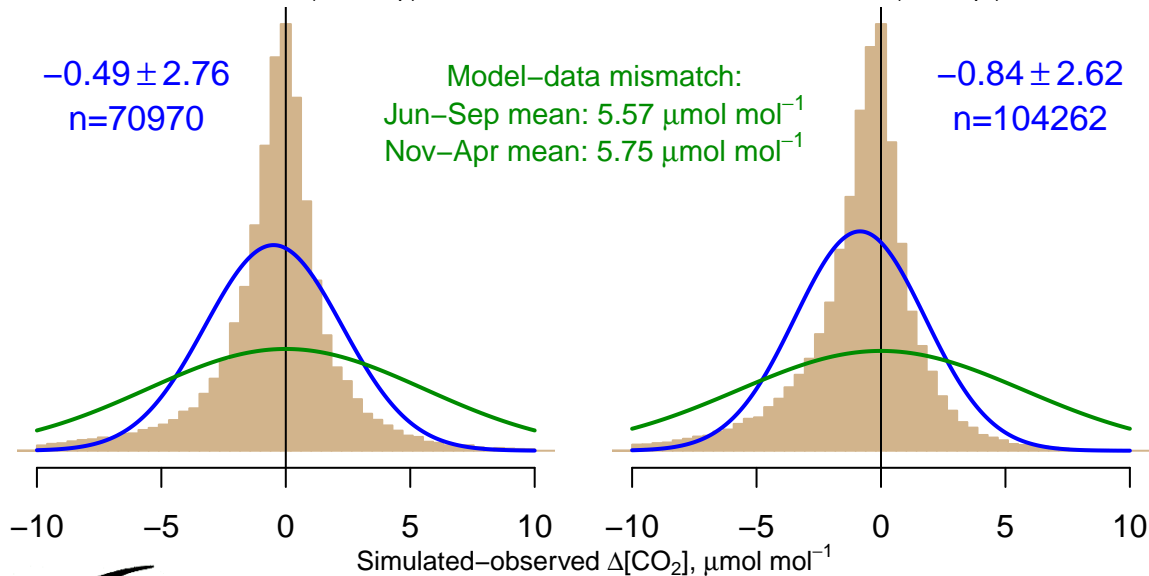 −0.49 ± 2.76
n=70970
Model−data mismatch:
Jun−Sep mean: 5.57 μmol mol⁻¹
Nov−Apr mean: 5.75 μmol mol⁻¹
−0.84 ± 2.62
n=104262
−10 −5 0 5 10 −10 −5 0 5 10
Simulated−observed Δ[CO₂], μmol mol⁻¹